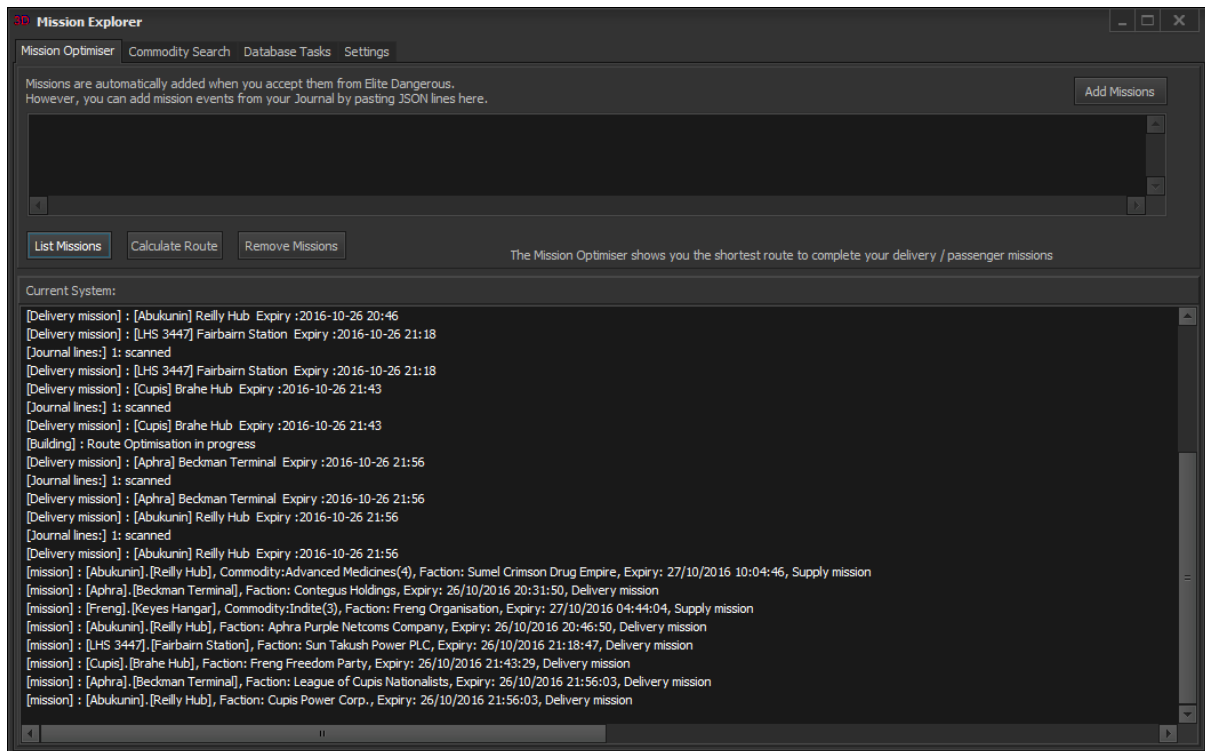 3D Mission Explorer
Mission Optimiser Commodity Search Database Tasks Settings
Missions are automatically added when you accept them from Elite Dangerous.
However, you can add mission events from your Journal by pasting JSON lines here.
Add Missions
List Missions Calculate Route Remove Missions
The Mission Optimiser shows you the shortest route to complete your delivery / passenger missions
Current System:
[Delivery mission] : [Abukunin] Reilly Hub  Expiry :2016-10-26 20:46
[Delivery mission] : [LHS 3447] Fairbairn Station  Expiry :2016-10-26 21:18
[Journal lines:] 1: scanned
[Delivery mission] : [LHS 3447] Fairbairn Station  Expiry :2016-10-26 21:18
[Delivery mission] : [Cupis] Brahe Hub  Expiry :2016-10-26 21:43
[Journal lines:] 1: scanned
[Delivery mission] : [Cupis] Brahe Hub  Expiry :2016-10-26 21:43
[Building] : Route Optimisation in progress
[Delivery mission] : [Aphra] Beckman Terminal  Expiry :2016-10-26 21:56
[Journal lines:] 1: scanned
[Delivery mission] : [Aphra] Beckman Terminal  Expiry :2016-10-26 21:56
[Delivery mission] : [Abukunin] Reilly Hub  Expiry :2016-10-26 21:56
[Journal lines:] 1: scanned
[Delivery mission] : [Abukunin] Reilly Hub  Expiry :2016-10-26 21:56
[mission] : [Abukunin].[Reilly Hub], Commodity:Advanced Medicines(4), Faction: Sumel Crimson Drug Empire, Expiry: 27/10/2016 10:04:46, Supply mission
[mission] : [Aphra].[Beckman Terminal], Faction: Contegus Holdings, Expiry: 26/10/2016 20:31:50, Delivery mission
[mission] : [Freng].[Keyes Hangar], Commodity:Indite(3), Faction: Freng Organisation, Expiry: 27/10/2016 04:44:04, Supply mission
[mission] : [Abukunin].[Reilly Hub], Faction: Aphra Purple Netcoms Company, Expiry: 26/10/2016 20:46:50, Delivery mission
[mission] : [LHS 3447].[Fairbairn Station], Faction: Sun Takush Power PLC, Expiry: 26/10/2016 21:18:47, Delivery mission
[mission] : [Cupis].[Brahe Hub], Faction: Freng Freedom Party, Expiry: 26/10/2016 21:43:29, Delivery mission
[mission] : [Aphra].[Beckman Terminal], Faction: League of Cupis Nationalists, Expiry: 26/10/2016 21:56:03, Delivery mission
[mission] : [Abukunin].[Reilly Hub], Faction: Cupis Power Corp., Expiry: 26/10/2016 21:56:03, Delivery mission